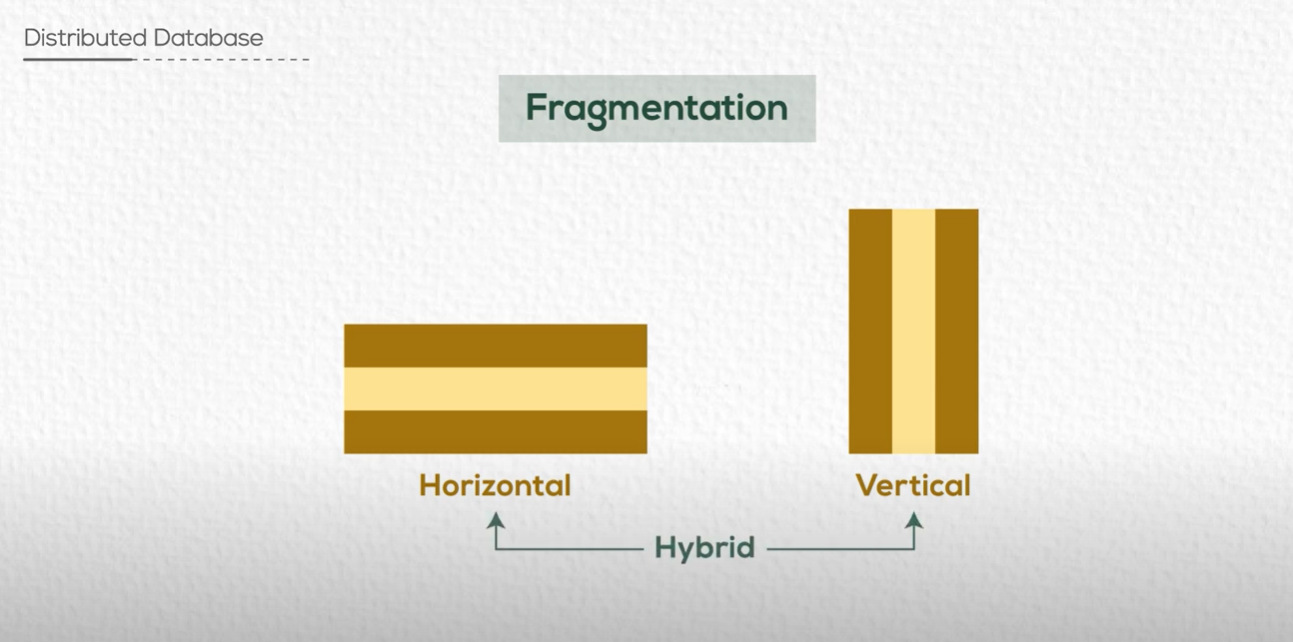 Distributed Database
Fragmentation
Horizontal
Vertical
Hybrid